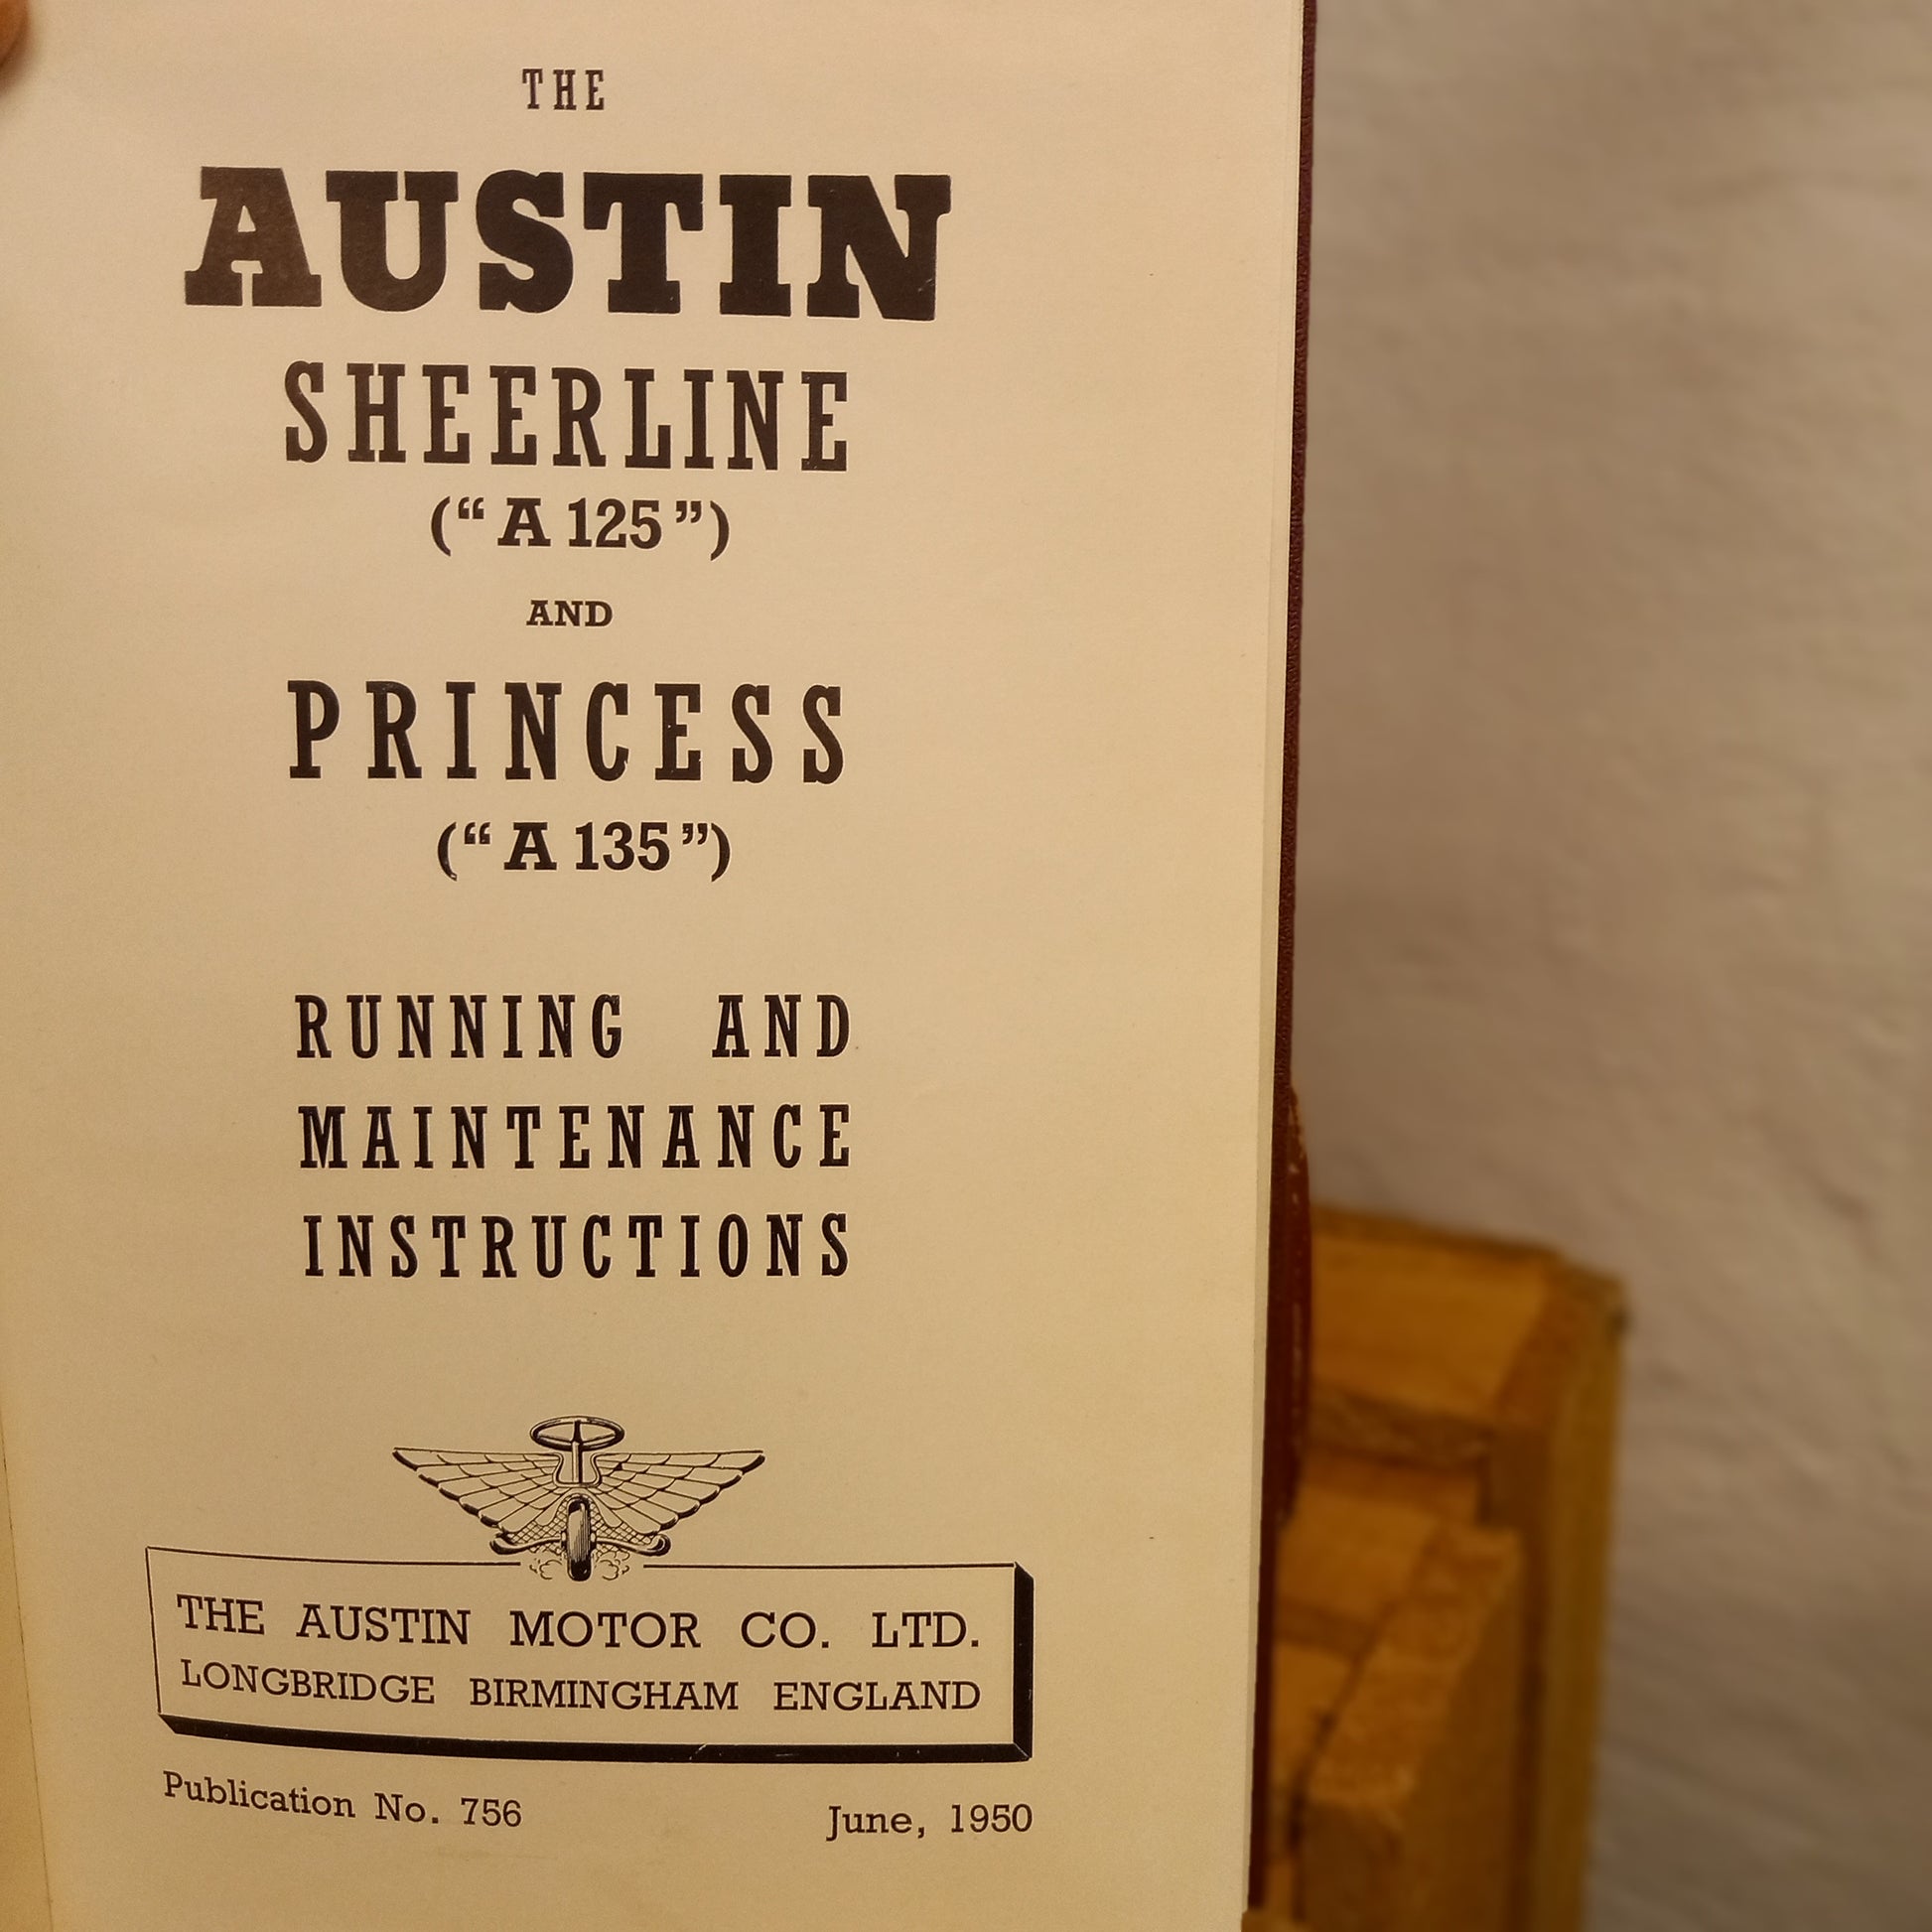 THE
AUSTIN
SHEERLINE
(“A 125”)
AND
PRINCESS
(“A 135”)
RUNNING AND
MAINTENANCE
INSTRUCTIONS
THE AUSTIN MOTOR CO. LTD.
LONGBRIDGE BIRMINGHAM ENGLAND
Publication No. 756 June, 1950